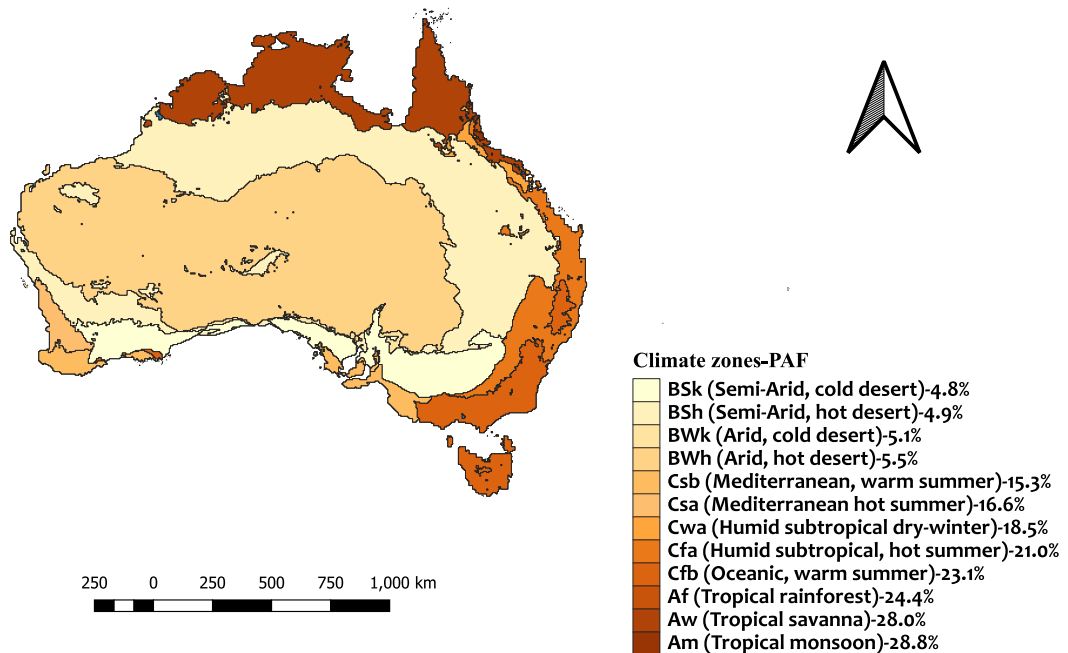 Climate zones-PAF
BSk (Semi-Arid, cold desert)-4.8%
BSh (Semi-Arid, hot desert)-4.9%
BWk (Arid, cold desert)-5.1%
BWh (Arid, hot desert)-5.5%
Csb (Mediterranean, warm summer)-15.3%
Csa (Mediterranean hot summer)-16.6%
Cwa (Humid subtropical dry-winter)-18.5%
Cfa (Humid subtropical, hot summer)-21.0%
Cfb (Oceanic, warm summer)-23.1%
Af (Tropical rainforest)-24.4%
Aw (Tropical savanna)-28.0%
Am (Tropical monsoon)-28.8%
250 0 250 500 750 1,000 km